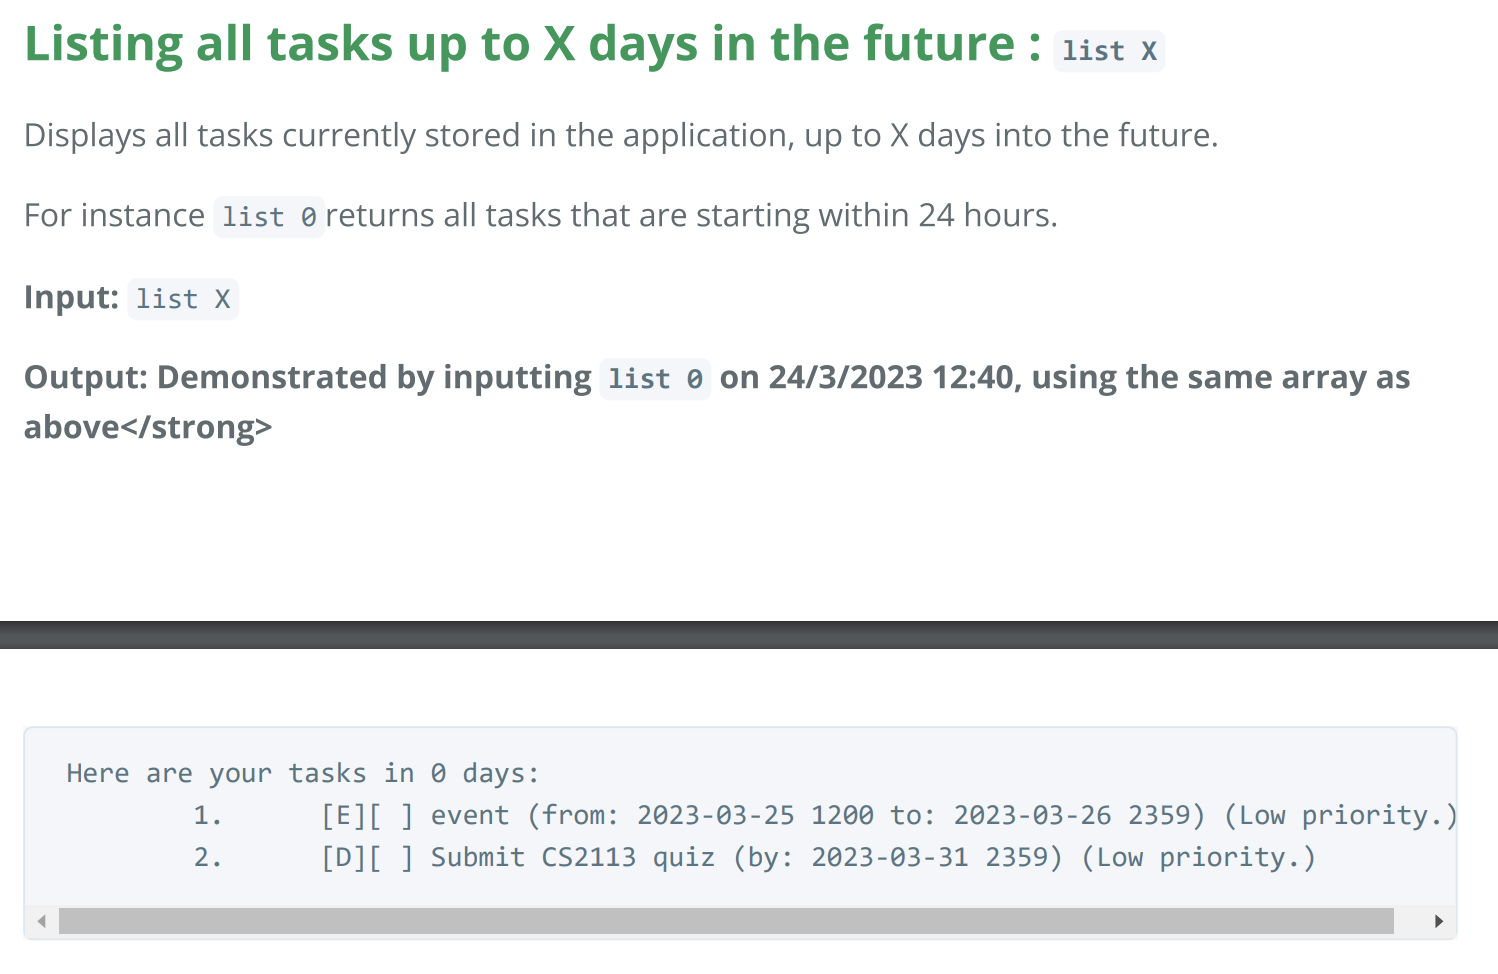 Listing all tasks up to X days in the future : list X
Displays all tasks currently stored in the application, up to X days into the future.
For instance list 0 returns all tasks that are starting within 24 hours.
Input: list X
Output: Demonstrated by inputting list 0 on 24/3/2023 12:40, using the same array as
above</strong>
Here are your tasks in 0 days:
1. [E][ ] event (from: 2023-03-25 1200 to: 2023-03-26 2359) (Low priority.)
2. [D][ ] Submit CS2113 quiz (by: 2023-03-31 2359) (Low priority.)